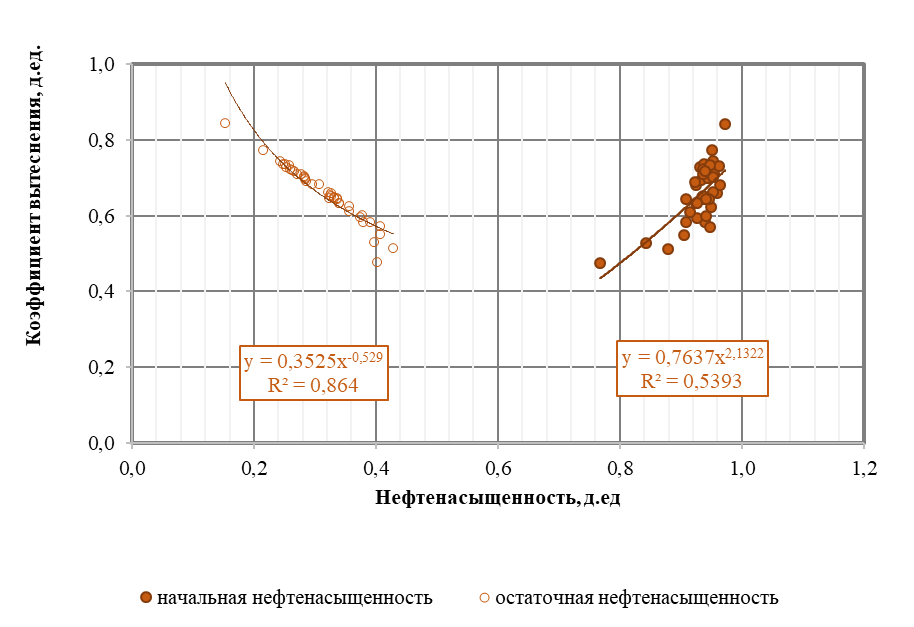 Коэффициент вытеснения, д.ед.
1,0
0,8
0,6
0,4
0,2
0,0
y = 0,3525x^-0,529
R² = 0,864
y = 0,7637x^2,1322
R² = 0,5393
0,0 0,2 0,4 0,6 0,8 1,0 1,2
Нефтенасыщенность, д.ед
начальная нефтенасыщенность остаточная нефтенасыщенность